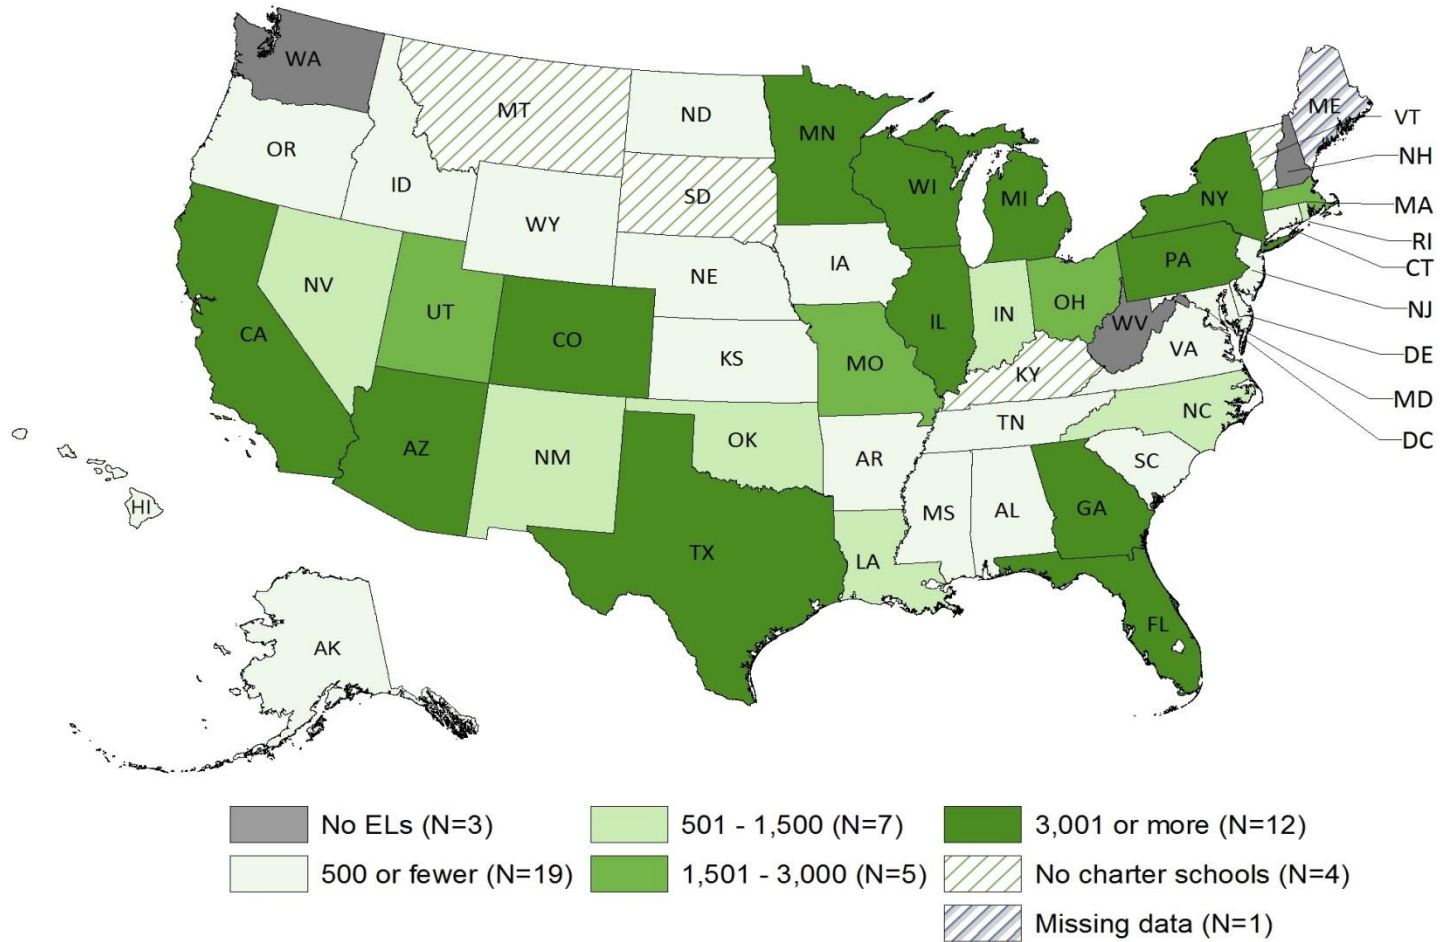 WA
MT
ND
MN
ME
VT
OR
ID
SD
WI
MI
NY
NH
WY
MA
RI
NV
NE
IA
PA
CT
UT
IN
OH
NJ
CA
CO
IL
WV
KS
MO
VA
DE
KY
MD
NC
TN
DC
AZ
NM
OK
AR
SC
HI
MS
AL
GA
TX
LA
FL
AK
No ELs (N=3)
501 - 1,500 (N=7)
3,001 or more (N=12)
500 or fewer (N=19)
1,501 - 3,000 (N=5)
No charter schools (N=4)
Missing data (N=1)